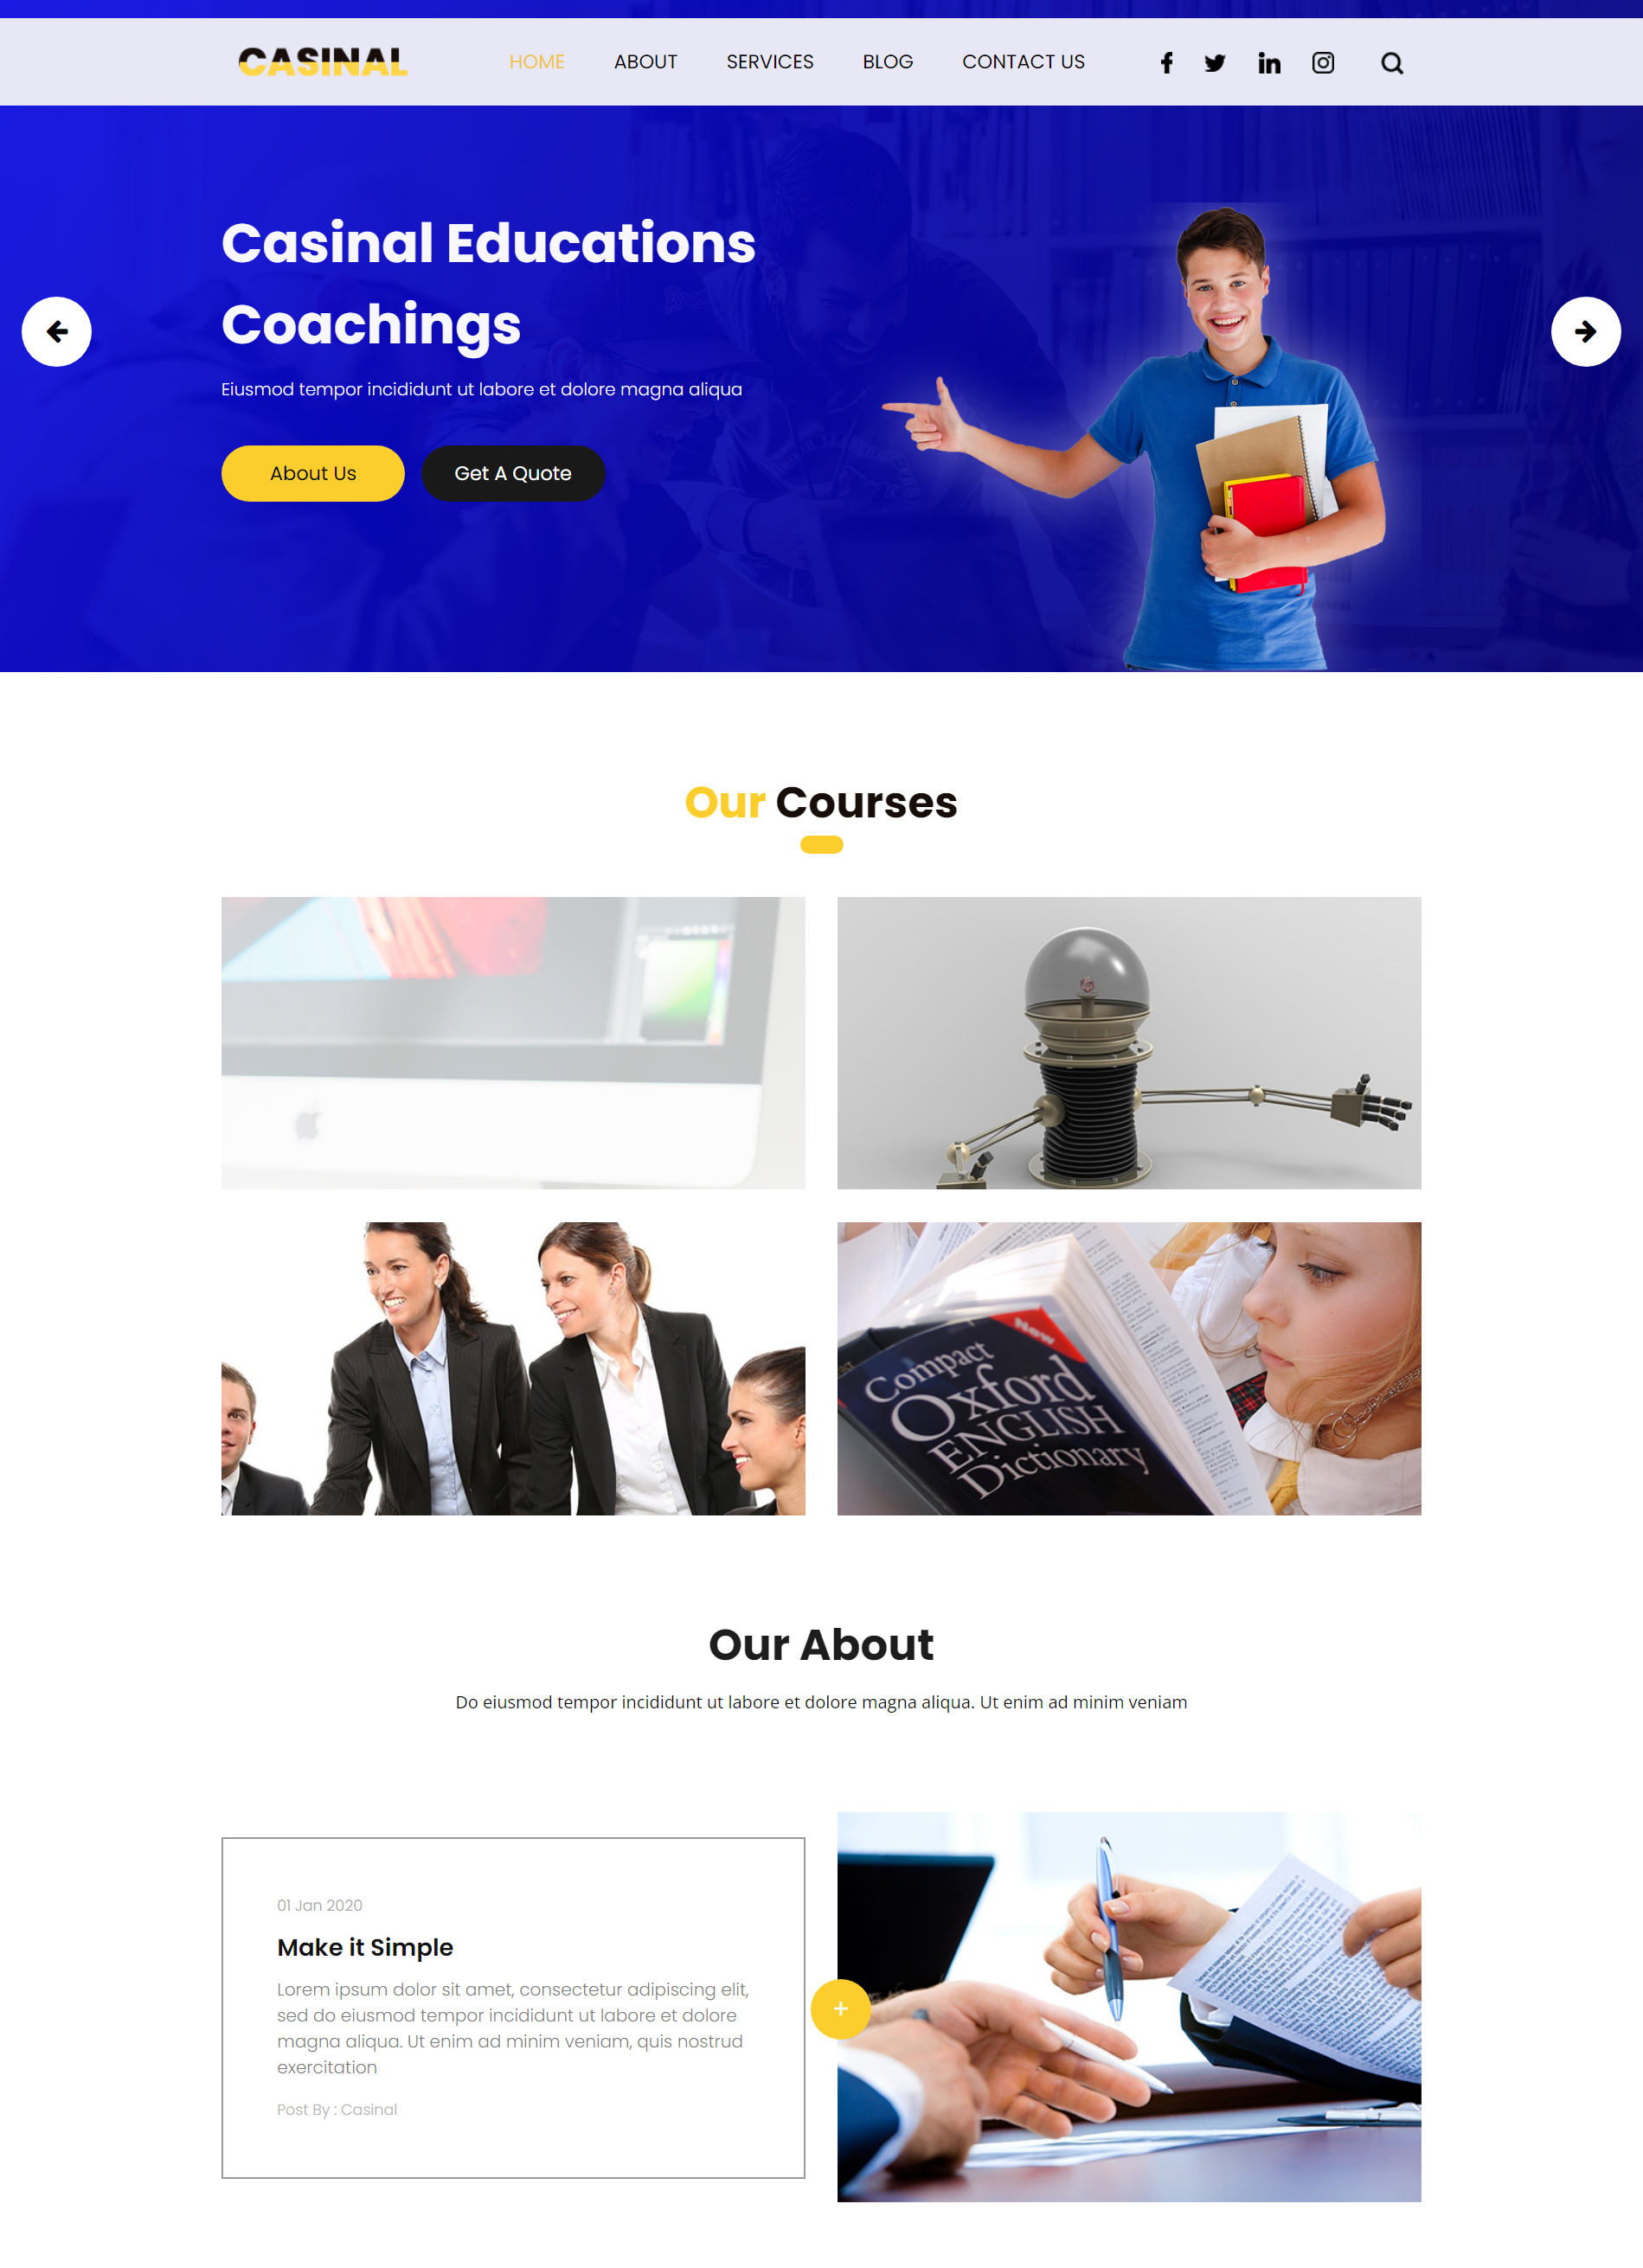 CASINAL
HOME ABOUT SERVICES BLOG CONTACT US
Casinal Educations
Coachings
Eiusmod tempor incididunt ut labore et dolore magna aliqua
About Us Get A Quote
Our Courses
New
Compact
Oxford
ENGLISH
Dictionary
Our About
Do eiusmod tempor incididunt ut labore et dolore magna aliqua. Ut enim ad minim veniam
01 Jan 2020
Make it Simple
Lorem ipsum dolor sit amet, consectetur adipiscing elit,
sed do eiusmod tempor incididunt ut labore et dolore
magna aliqua. Ut enim ad minim veniam, quis nostrud
exercitation
Post By : Casinal
+